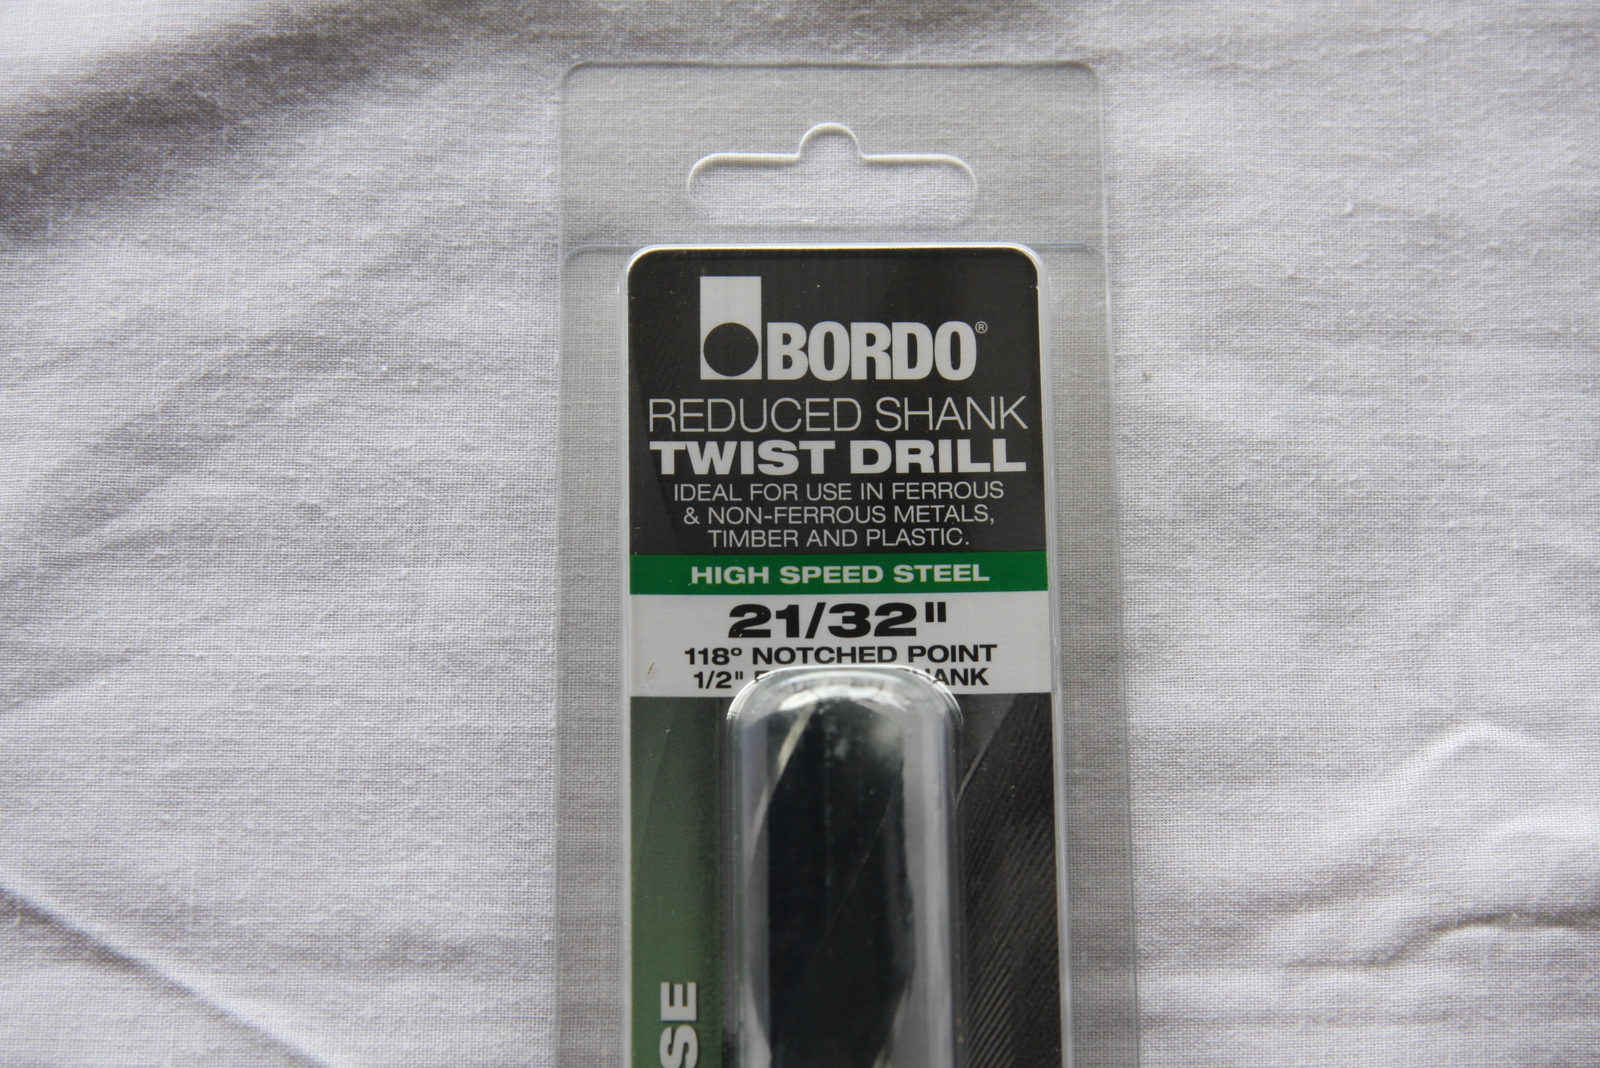 BORDO®
REDUCED SHANK
TWIST DRILL
IDEAL FOR USE IN FERROUS
& NON-FERROUS METALS,
TIMBER AND PLASTIC.
HIGH SPEED STEEL
21/32"
118° NOTCHED POINT
1/2"